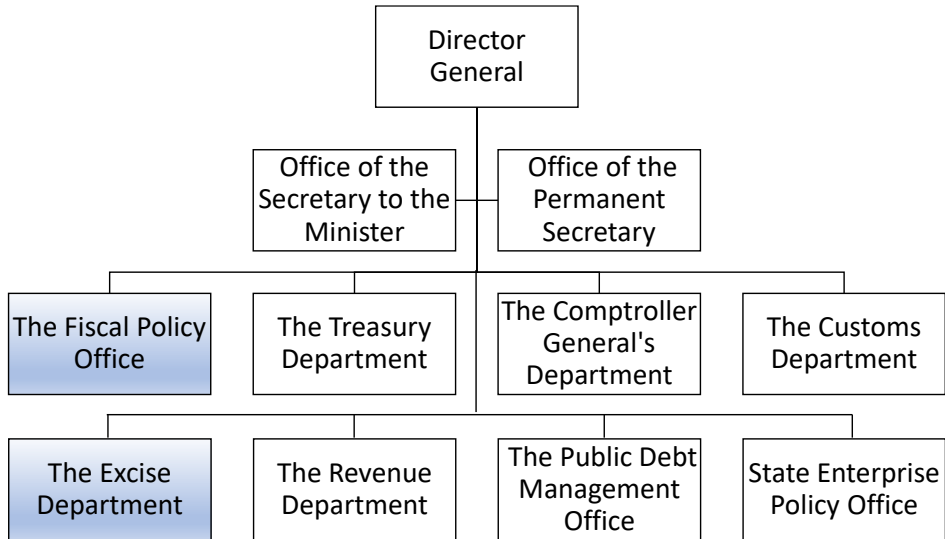 Director
General
Office of the
Secretary to the
Minister
Office of the
Permanent
Secretary
The Fiscal Policy
Office
The Treasury
Department
The Comptroller
General's
Department
The Customs
Department
The Excise
Department
The Revenue
Department
The Public Debt
Management
Office
State Enterprise
Policy Office